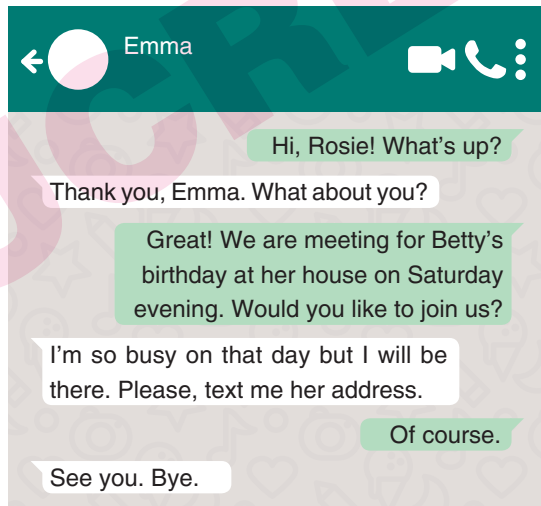 Emma
Hi, Rosie! What's up?
Thank you, Emma. What about you?
Great! We are meeting for Betty's
birthday at her house on Saturday
evening. Would you like to join us?
I'm so busy on that day but I will be
there. Please, text me her address.
Of course.
See you. Bye.